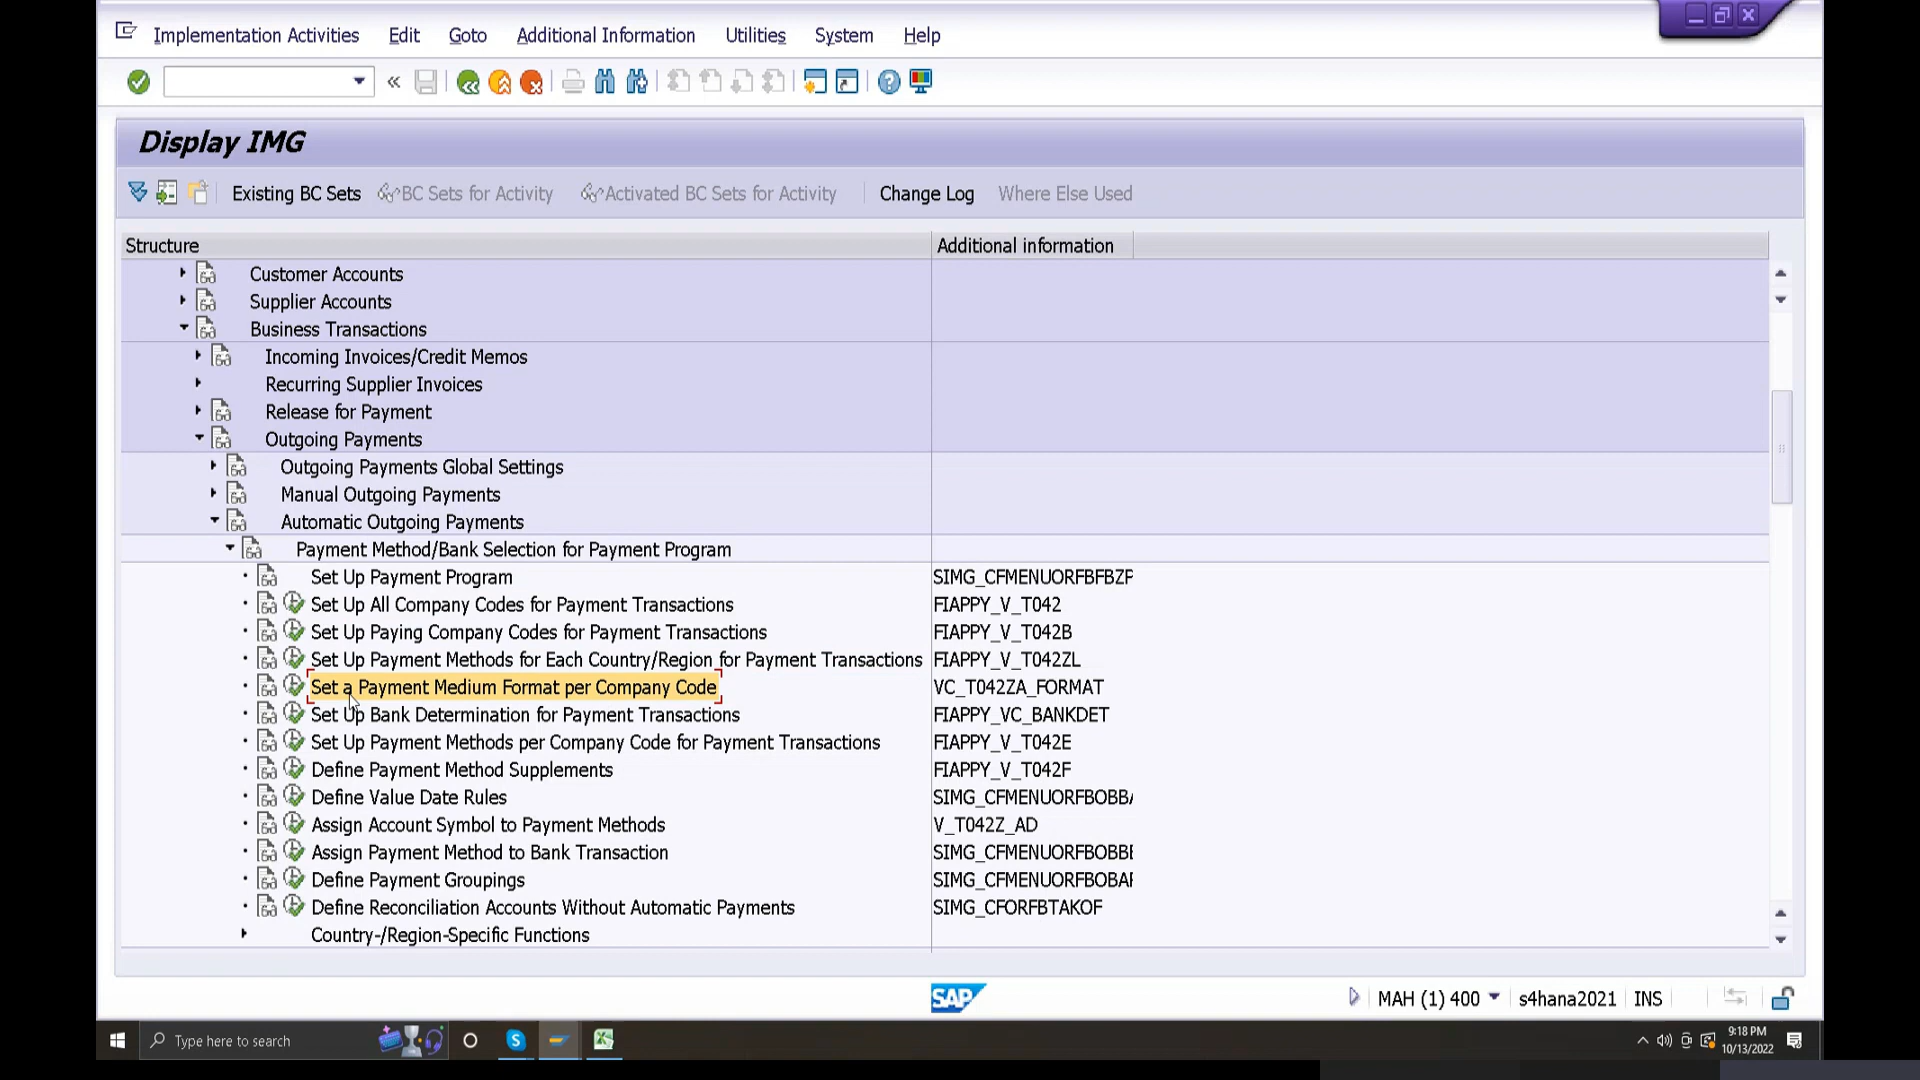 Implementation Activities Edit Goto Additional Information Utilities System Help
Display IMG
Existing BC Sets BC Sets for Activity Activated BC Sets for Activity Change Log Where Else Used
Structure Additional information
Customer Accounts
Supplier Accounts
Business Transactions
Incoming Invoices/Credit Memos
Recurring Supplier Invoices
Release for Payment
Outgoing Payments
Outgoing Payments Global Settings
Manual Outgoing Payments
Automatic Outgoing Payments
Payment Method/Bank Selection for Payment Program
Set Up Payment Program SIMG_CFMENUORFBFBZP
Set Up All Company Codes for Payment Transactions FIAPPY_V_T042
Set Up Paying Company Codes for Payment Transactions FIAPPY_V_T042B
Set Up Payment Methods for Each Country/Region for Payment Transactions FIAPPY_V_T042ZL
Set a Payment Medium Format per Company Code VC_T042ZA_FORMAT
Set Up Bank Determination for Payment Transactions FIAPPY_VC_BANKDET
Set Up Payment Methods per Company Code for Payment Transactions FIAPPY_V_T042E
Define Payment Method Supplements FIAPPY_V_T042F
Define Value Date Rules SIMG_CFMENUORFBOBBA
Assign Account Symbol to Payment Methods V_T042Z_AD
Assign Payment Method to Bank Transaction SIMG_CFMENUORFBOBBE
Define Payment Groupings SIMG_CFMENUORFBOBAP
Define Reconciliation Accounts Without Automatic Payments SIMG_CFORFBTAKOF
Country-/Region-Specific Functions
SAP MAH (1) 400 s4hana2021 INS
Type here to search 9:18 PM
10/13/2022